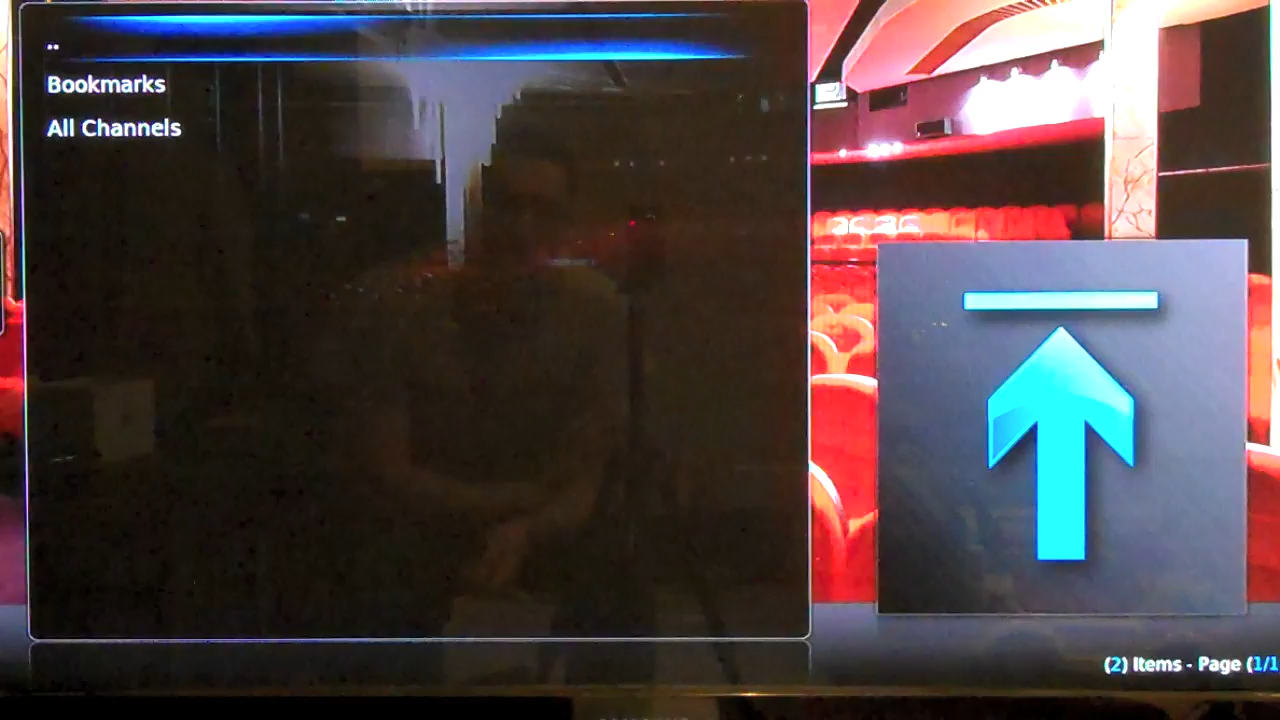 ..
Bookmarks
All Channels
(2) Items - Page (1/1